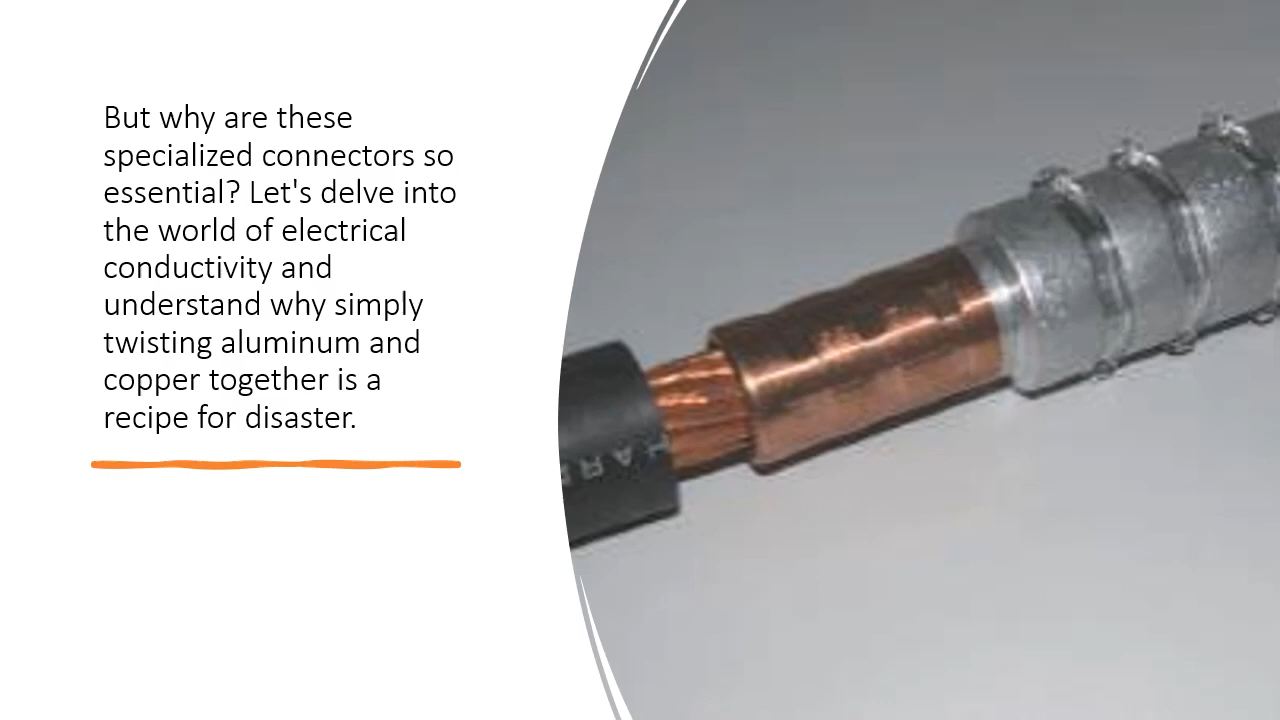 But why are these
specialized connectors so
essential? Let's delve into
the world of electrical
conductivity and
understand why simply
twisting aluminum and
copper together is a
recipe for disaster.